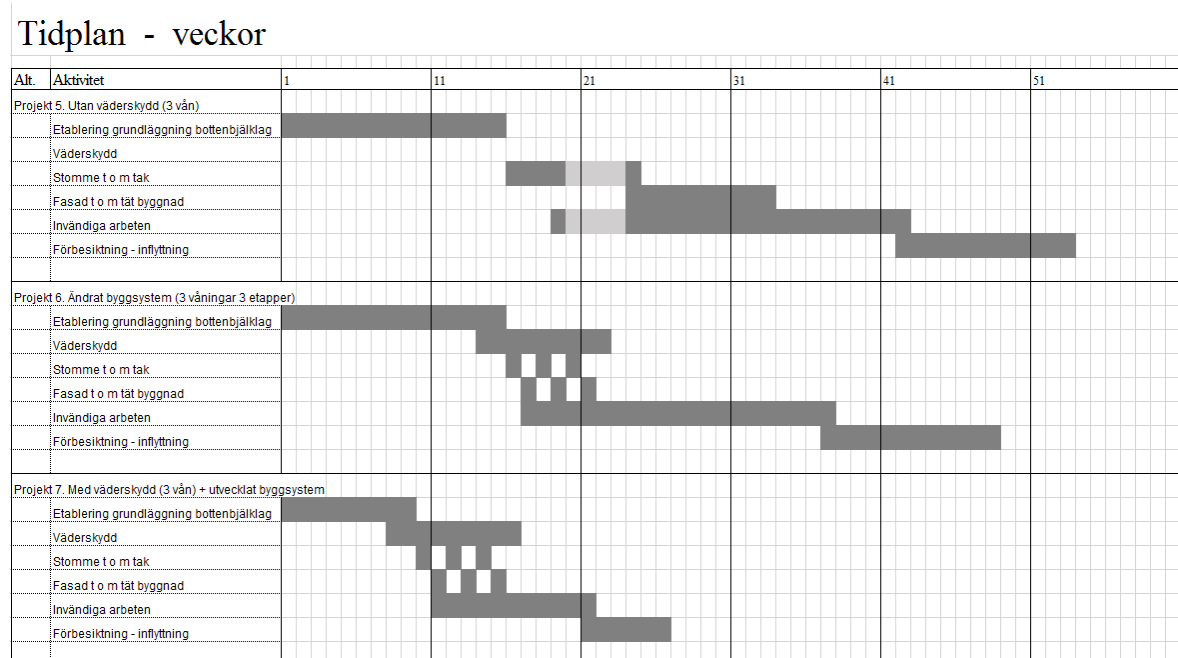 Tidplan - veckor
Alt. Aktivitet 1 11 21 31 41 51
Projekt 5. Utan väderskydd (3 vån)
Etablering grundläggning bottenbjälklag
Väderskydd
Stomme t o m tak
Fasad t o m tät byggnad
Invändiga arbeten
Förbesiktning - inflyttning
Projekt 6. Ändrat byggsystem (3 våningar 3 etapper)
Etablering grundläggning bottenbjälklag
Väderskydd
Stomme t o m tak
Fasad t o m tät byggnad
Invändiga arbeten
Förbesiktning - inflyttning
Projekt 7. Med väderskydd (3 vån) + utvecklat byggsystem
Etablering grundläggning bottenbjälklag
Väderskydd
Stomme t o m tak
Fasad t o m tät byggnad
Invändiga arbeten
Förbesiktning - inflyttning